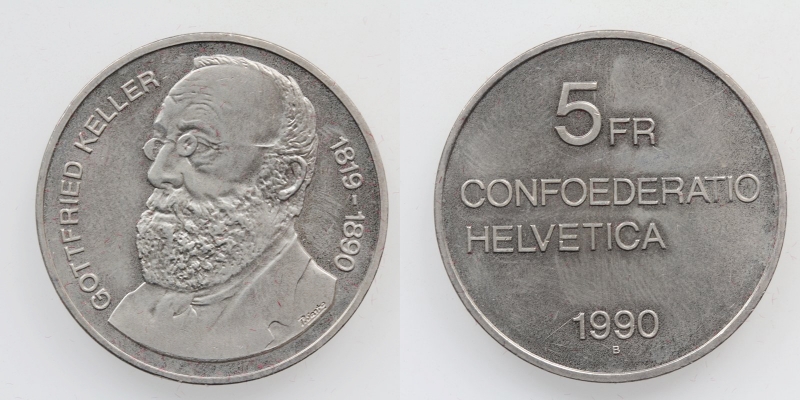 GOTTFRIED KELLER
1819-1890
5 FR
CONFOEDERATIO
HELVETICA
1990
B